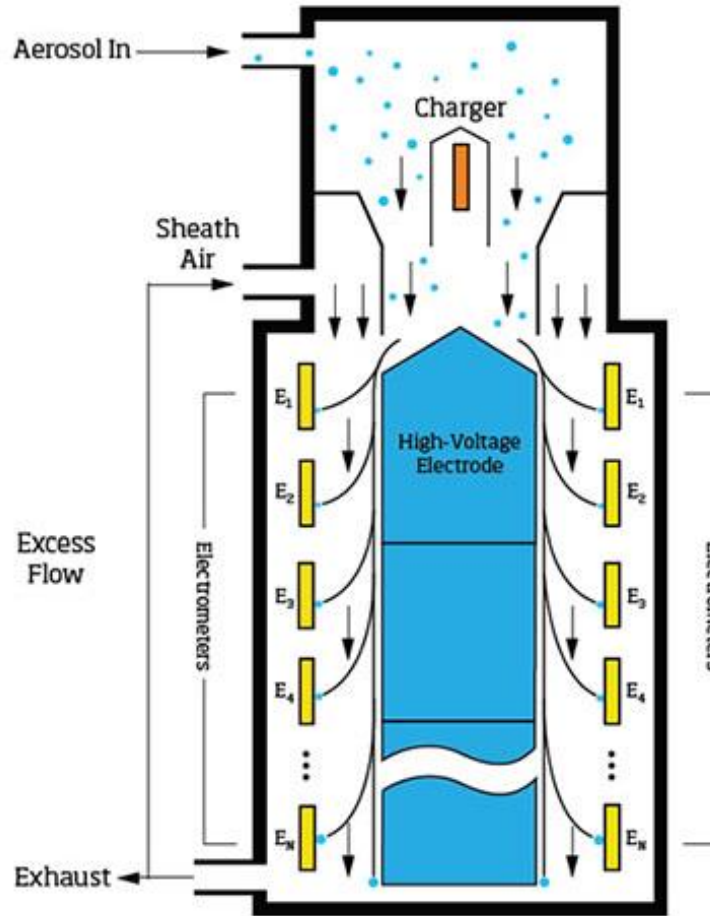 Aerosol In
Charger
Sheath
Air
E1
E1
High-Voltage
Electrode
E2
E2
Excess
Flow
Electrometers
E3
E3
E4
E4
EN
EN
Exhaust